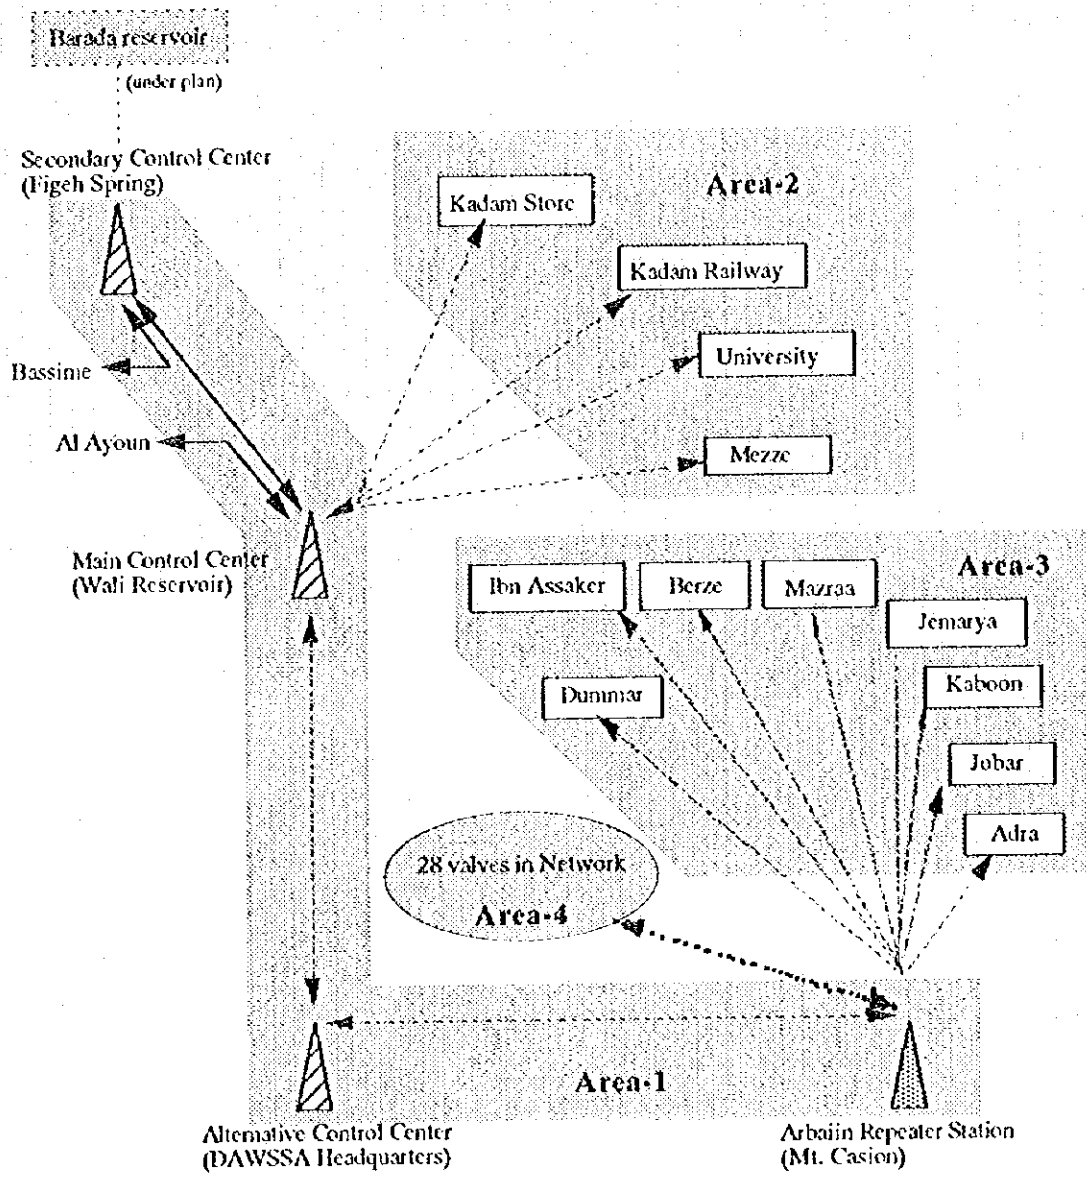 Barada reservoir
(under plan)
Secondary Control Center
(Figeh Spring)
Area-2
Kadam Store
Kadam Railway
University
Bassime
Al Ayoun
Mezze
Main Control Center
(Wali Reservoir)
Area-3
Ibn Assaker
Berze
Mazraa
Jemarya
Kaboon
Dummar
Jobar
Adra
28 valves in Network
Area-4
Area-1
Alternative Control Center
(DAWSSA Headquarters)
Arbaiin Repeater Station
(Mt. Casion)